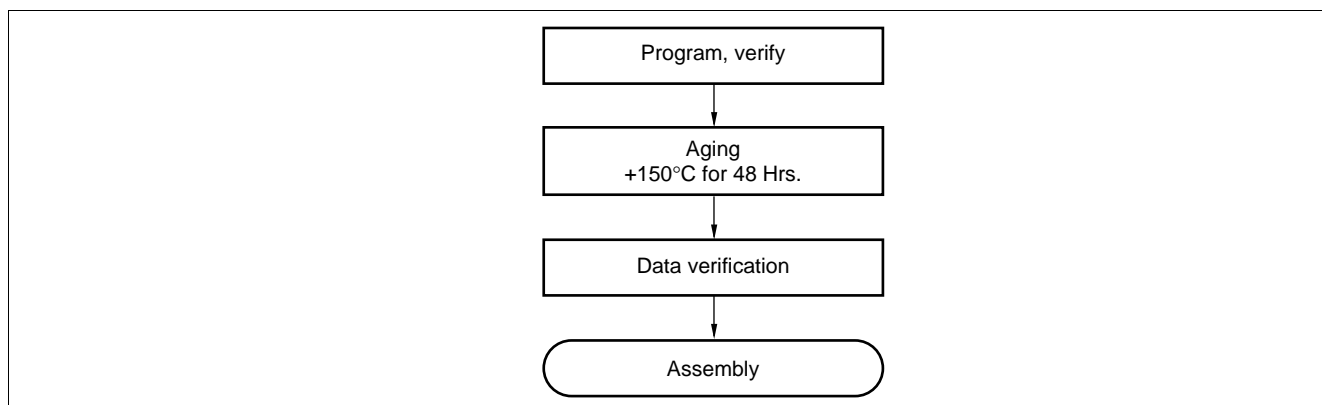 Program, verify
Aging
+150°C for 48 Hrs.
Data verification
Assembly